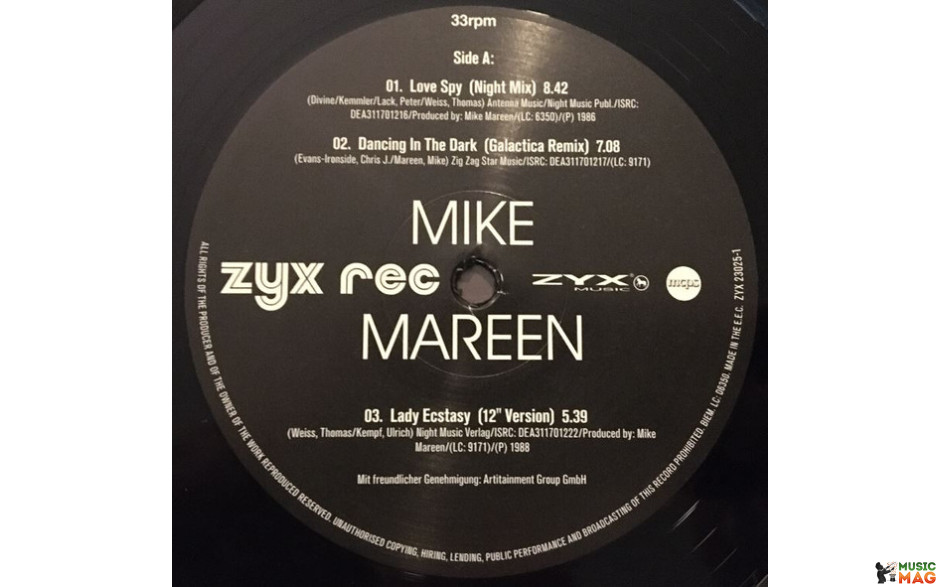 33rpm
Side A:
01. Love Spy (Night Mix) 8.42
(Divine/Kemmler/Lack, Peter/Weiss, Thomas) Antenna Music/Night Music Publ./ISRC:
DEA311701216/Produced by: Mike Mareen/(LC: 6350)/(P) 1986
02. Dancing In The Dark (Galactica Remix) 7.08
(Evans-Ironside, Chris J./Mareen, Mike) Zig Zag Star Music/ISRC: DEA311701217/(LC: 9171)
MIKE
zyx rec
ZYX®
MUSIC
mcps
MAREEN
03. Lady Ecstasy (12" Version) 5.39
(Weiss, Thomas/Kempf, Ulrich) Night Music Verlag/ISRC: DEA311701222/Produced by: Mike
Mareen/(LC: 9171)/(P) 1988
Mit freundlicher Genehmigung: Artitainment Group GmbH
ALL RIGHTS OF THE PRODUCER AND OF THE OWNER OF THE WORK REPRODUCED RESERVED. UNAUTHORISED COPYING, HIRING, LENDING, PUBLIC PERFORMANCE AND BROADCASTING OF THIS RECORD PROHIBITED. BIEM. LC: 06350. MADE IN THE E.E.C. ZYX 23025-1
MUSIC
MAG